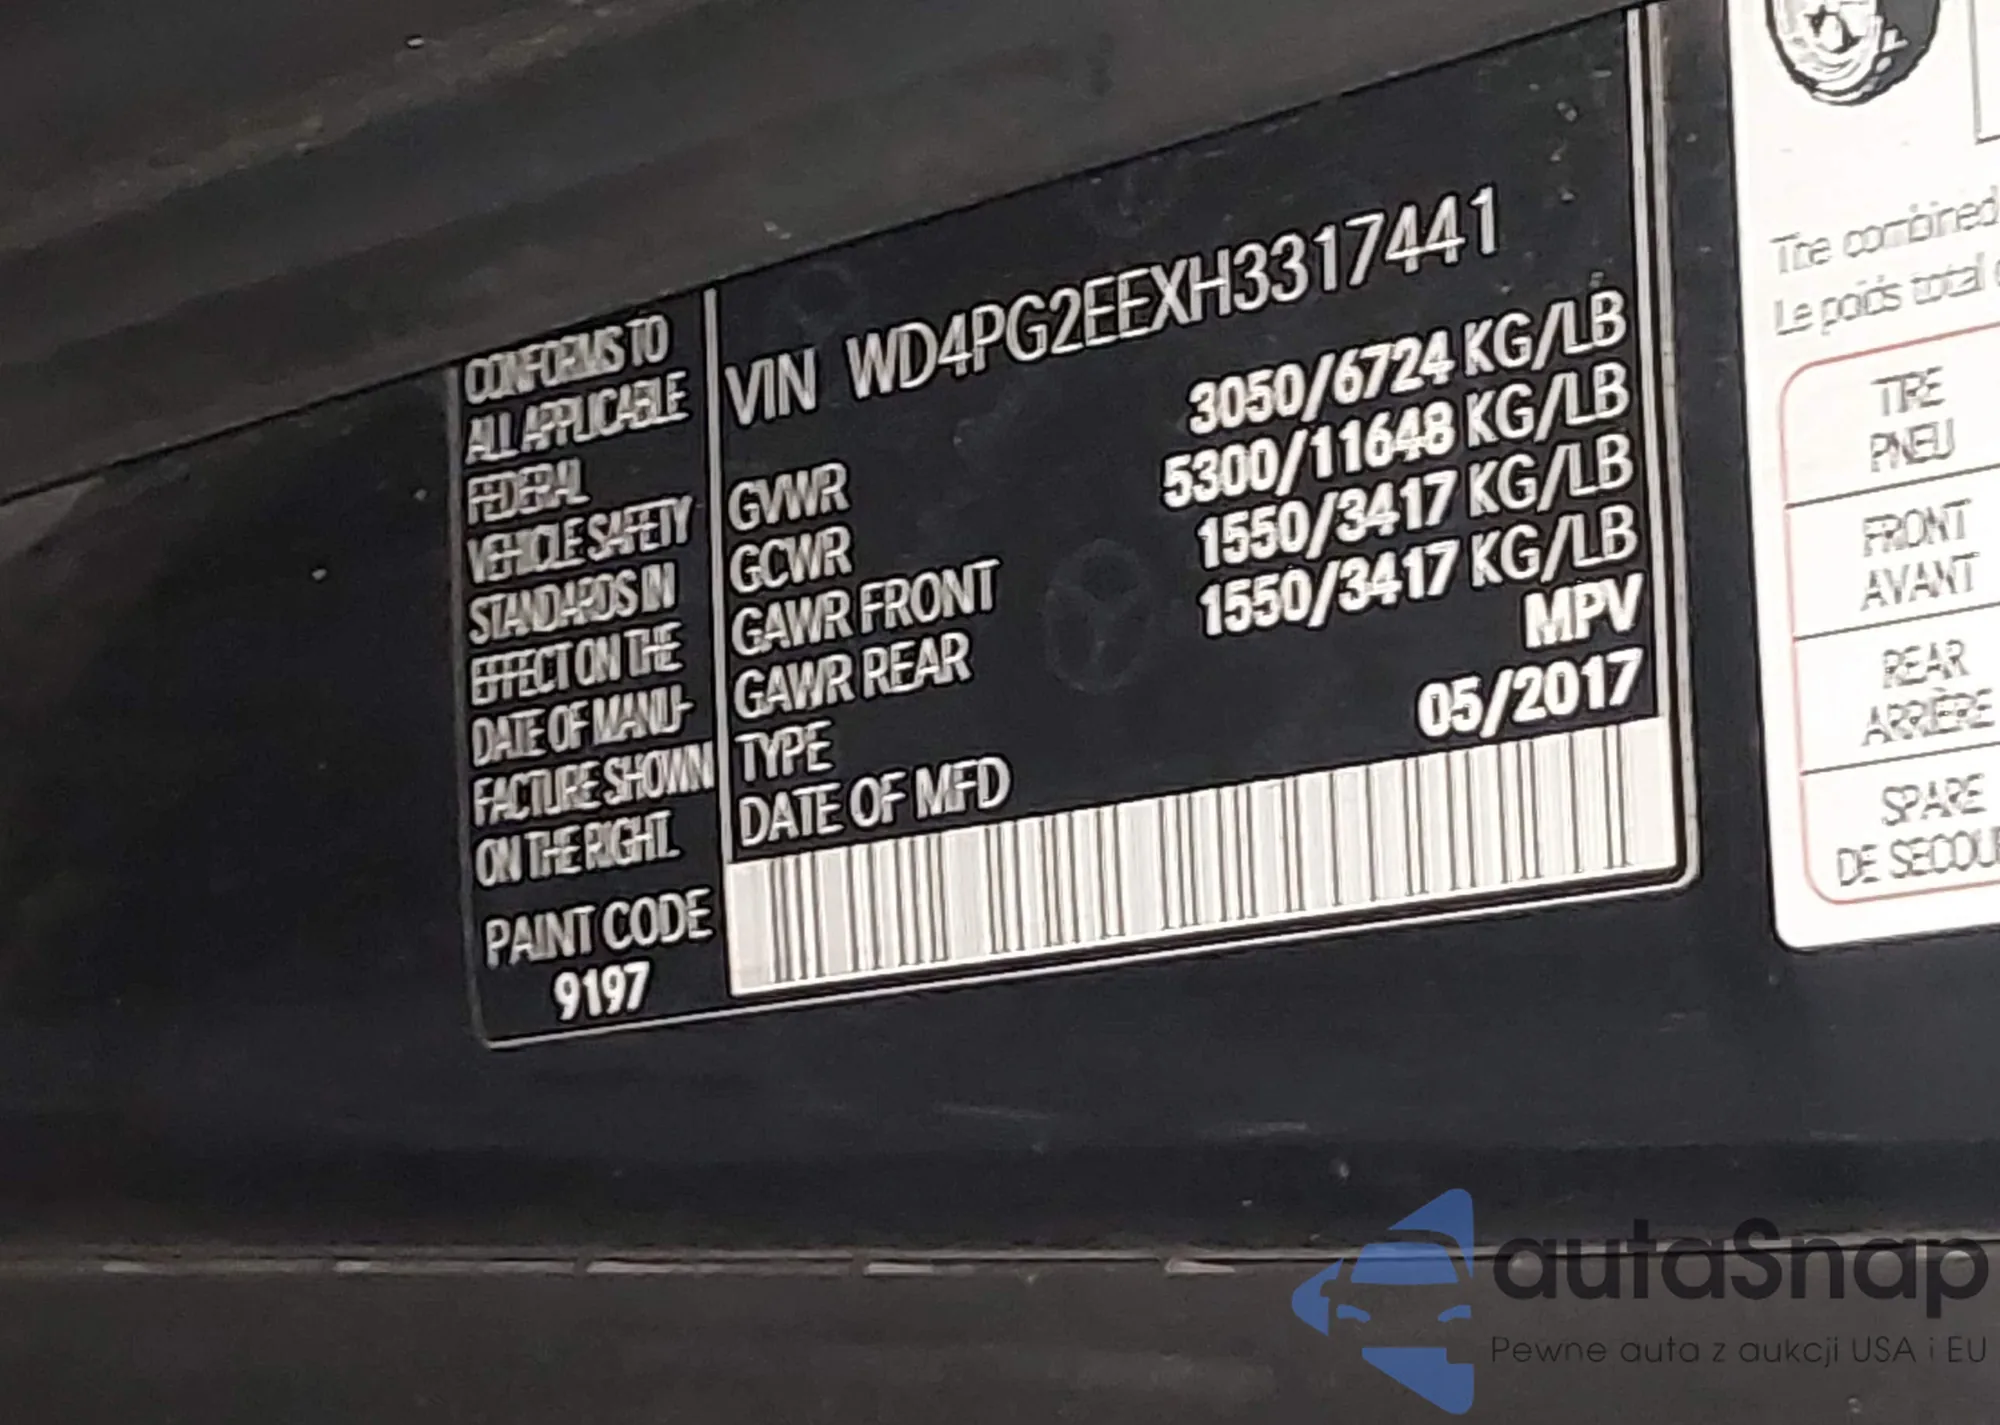 CONFORMS TO
ALL APPLICABLE
FEDERAL
VEHICLE SAFETY
STANDARDS IN
EFFECT ON THE
DATE OF MANU-
FACTURE SHOWN
ON THE RIGHT.
PAINT CODE
9197
VIN WD4PG2EEXH3317441
GVWR 3050/6724 KG/LB
GCWR 5300/11648 KG/LB
GAWR FRONT 1550/3417 KG/LB
GAWR REAR 1550/3417 KG/LB
TYPE MPV
DATE OF MFD 05/2017
The combined
Le poids total
TIRE
PNEU
FRONT
AVANT
REAR
ARRIÈRE
SPARE
DE SECOU
autaSnap
Pewne auta z aukcji USA i EU